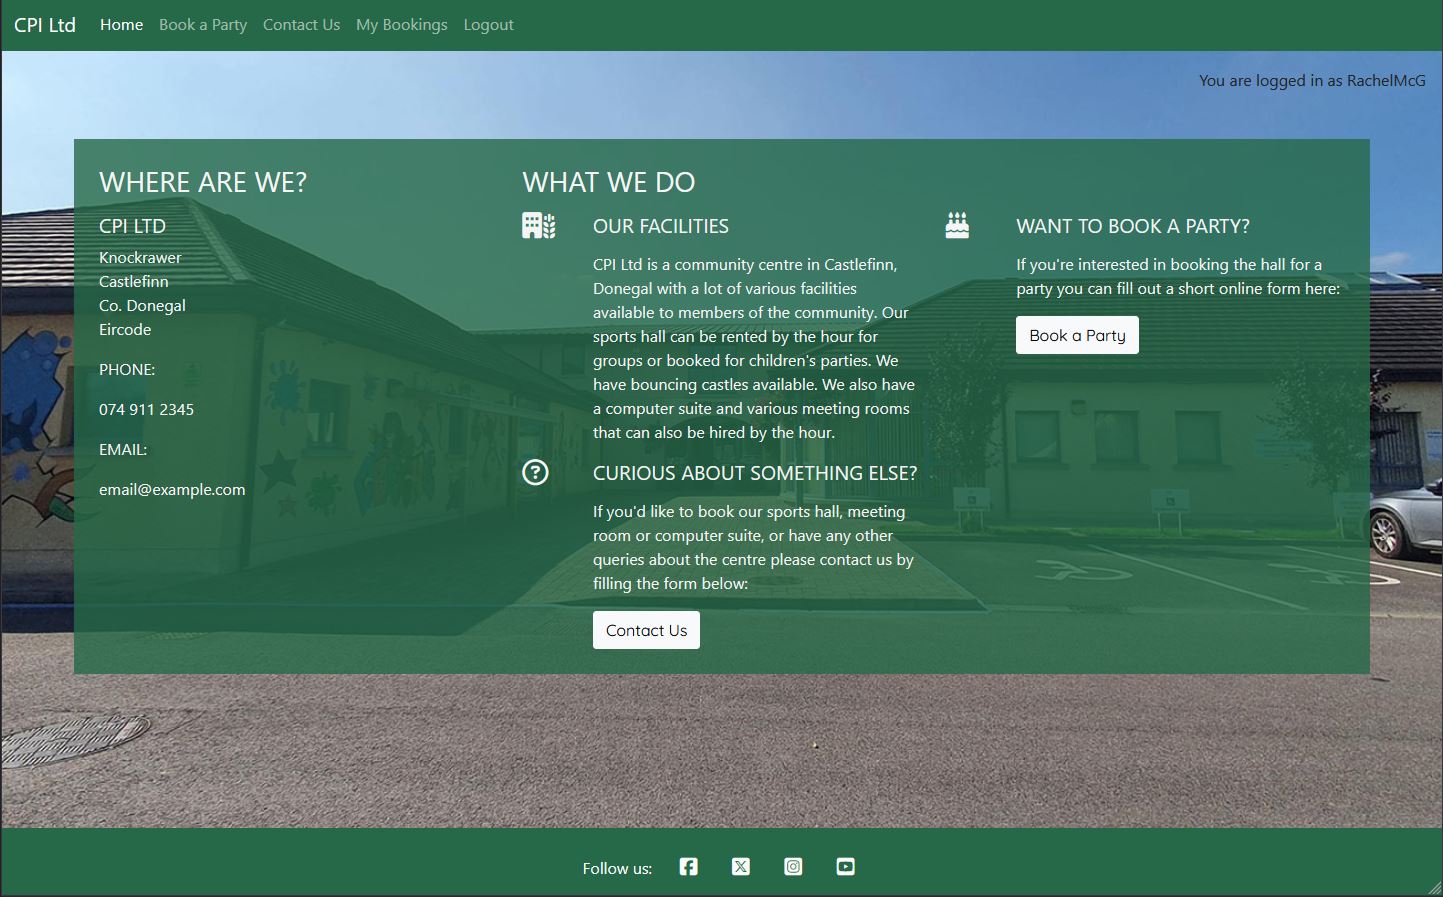 CPI Ltd Home Book a Party Contact Us My Bookings Logout
You are logged in as RachelMcG
WHERE ARE WE?
CPI LTD
Knockrawer
Castlefinn
Co. Donegal
Eircode
PHONE:
074 911 2345
EMAIL:
email@example.com
WHAT WE DO
OUR FACILITIES
CPI Ltd is a community centre in Castlefinn,
Donegal with a lot of various facilities
available to members of the community. Our
sports hall can be rented by the hour for
groups or booked for children's parties. We
have bouncing castles available. We also have
a computer suite and various meeting rooms
that can also be hired by the hour.
CURIOUS ABOUT SOMETHING ELSE?
If you'd like to book our sports hall, meeting
room or computer suite, or have any other
queries about the centre please contact us by
filling the form below:
Contact Us
WANT TO BOOK A PARTY?
If you're interested in booking the hall for a
party you can fill out a short online form here:
Book a Party
Follow us: